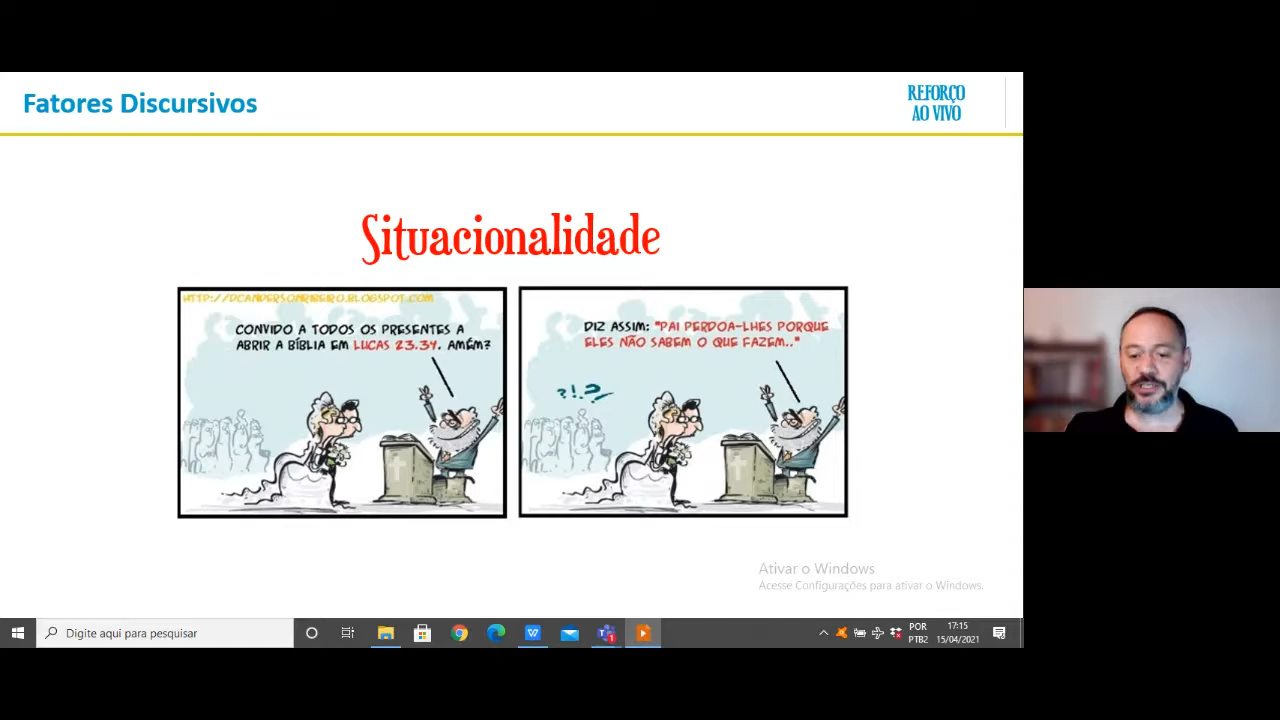 Fatores Discursivos
REFORÇO
AO VIVO
Situacionalidade
HTTP://DCANDERSONRIBEIRO.BLOGSPOT.COM
CONVIDO A TODOS OS PRESENTES A
ABRIR A BÍBLIA EM LUCAS 23.34. AMÉM?
DIZ ASSIM: "PAI PERDOA-LHES PORQUE
ELES NÃO SABEM O QUE FAZEM.."
?!.?
Ativar o Windows
Acesse Configurações para ativar o Windows.
Digite aqui para pesquisar
1
POR
PTB2
17:15
15/04/2021